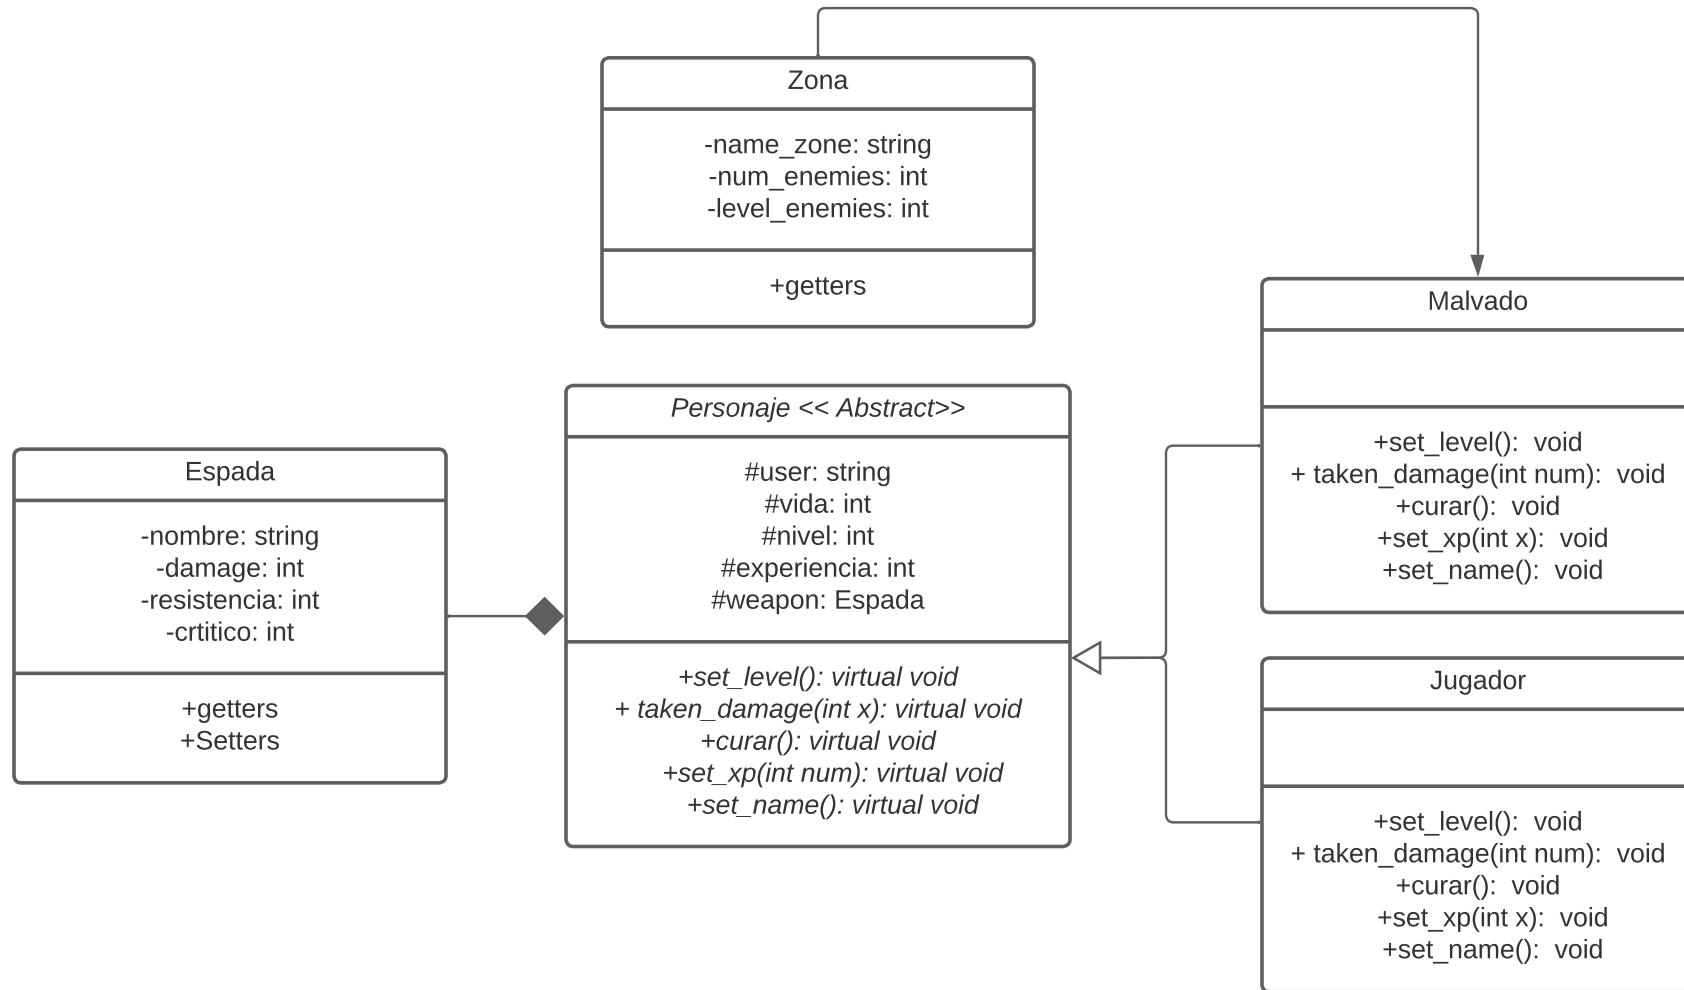 Zona
-name_zone: string
-num_enemies: int
-level_enemies: int
+getters
Espada
-nombre: string
-damage: int
-resistencia: int
-crtitico: int
+getters
+Setters
Personaje << Abstract>>
#user: string
#vida: int
#nivel: int
#experiencia: int
#weapon: Espada
+set_level(): virtual void
+ taken_damage(int x): virtual void
+curar(): virtual void
+set_xp(int num): virtual void
+set_name(): virtual void
Malvado
+set_level():  void
+ taken_damage(int num):  void
+curar():  void
+set_xp(int x):  void
+set_name():  void
Jugador
+set_level():  void
+ taken_damage(int num):  void
+curar():  void
+set_xp(int x):  void
+set_name():  void